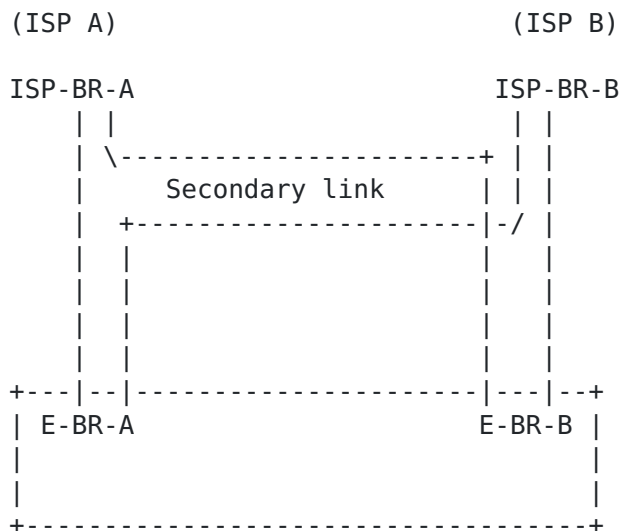 (ISP A) (ISP B)
ISP-BR-A ISP-BR-B
Secondary link
E-BR-A E-BR-B